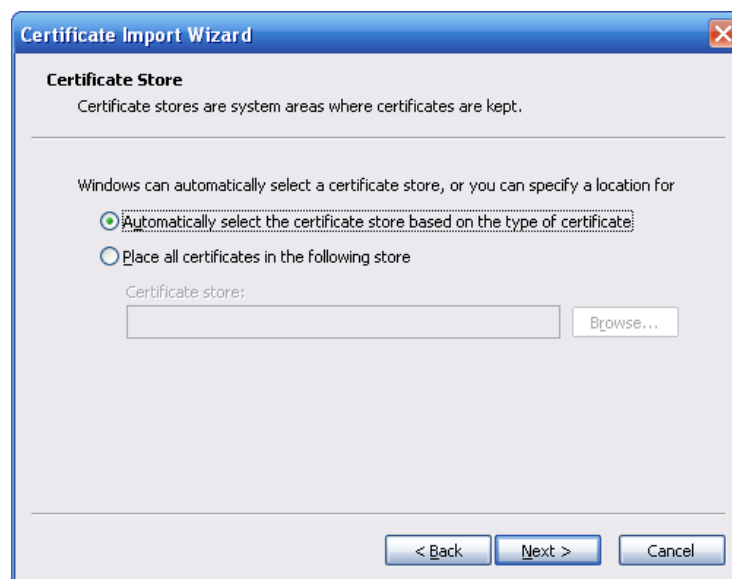 Certificate Import Wizard
Certificate Store
Certificate stores are system areas where certificates are kept.
Windows can automatically select a certificate store, or you can specify a location for
Automatically select the certificate store based on the type of certificate
Place all certificates in the following store
Certificate store:
Browse...
< Back Next > Cancel